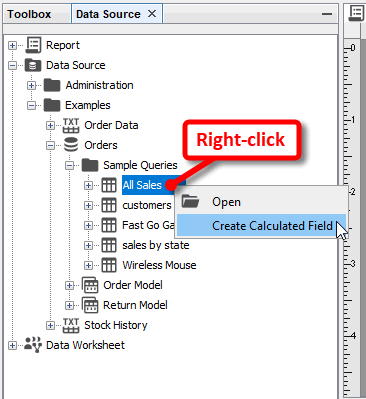 Toolbox
Data Source
Report
Data Source
Administration
Examples
TXT Order Data
Orders
Right-click
Sample Queries
All Sales
customers
Open
Fast Go Ga
Create Calculated Field
sales by state
Wireless Mouse
Order Model
Return Model
TXT Stock History
Data Worksheet
0
1
2
3
4